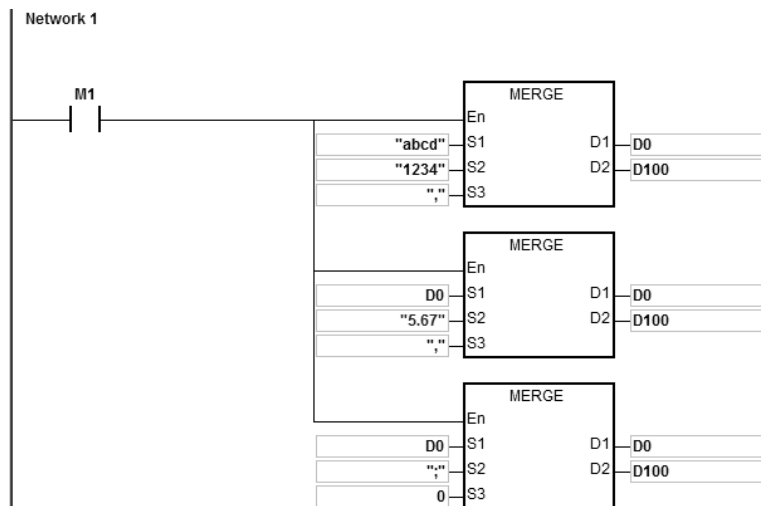 Network 1
M1
MERGE
En
"abcd" S1 D1 D0
"1234" S2 D2 D100
"," S3
MERGE
En
D0 S1 D1 D0
"5.67" S2 D2 D100
"," S3
MERGE
En
D0 S1 D1 D0
";" S2 D2 D100
0 S3